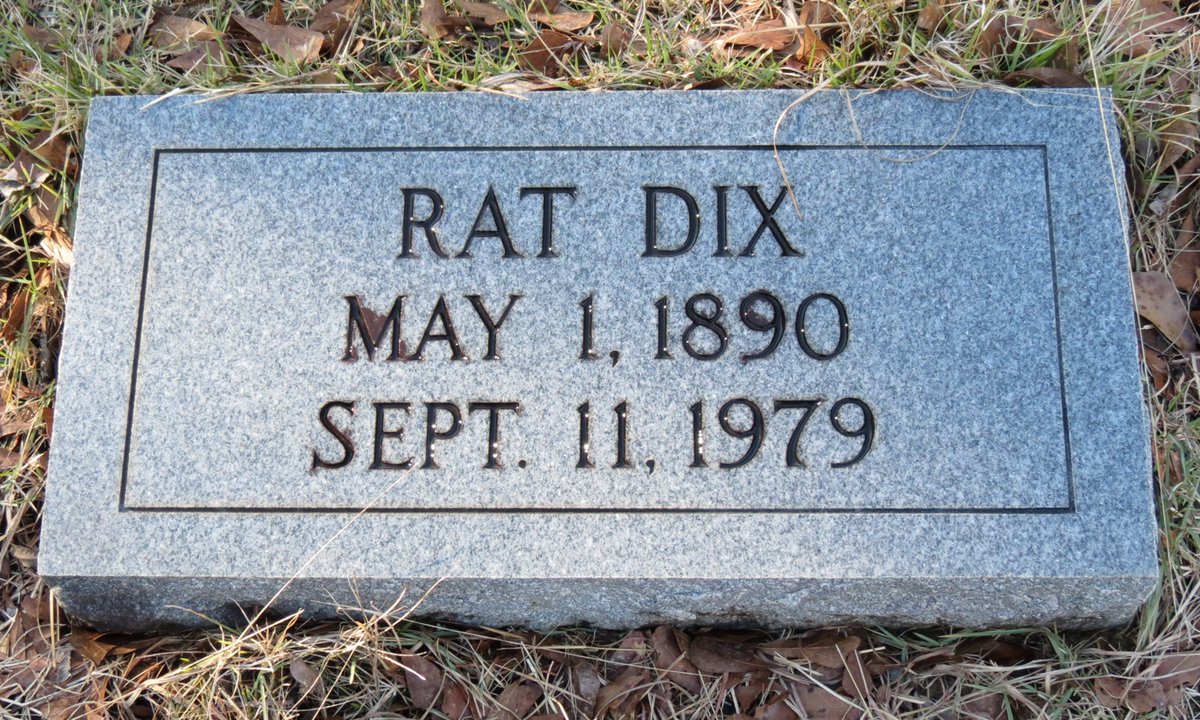 RAT DIX
MAY 1, 1890
SEPT. 11, 1979